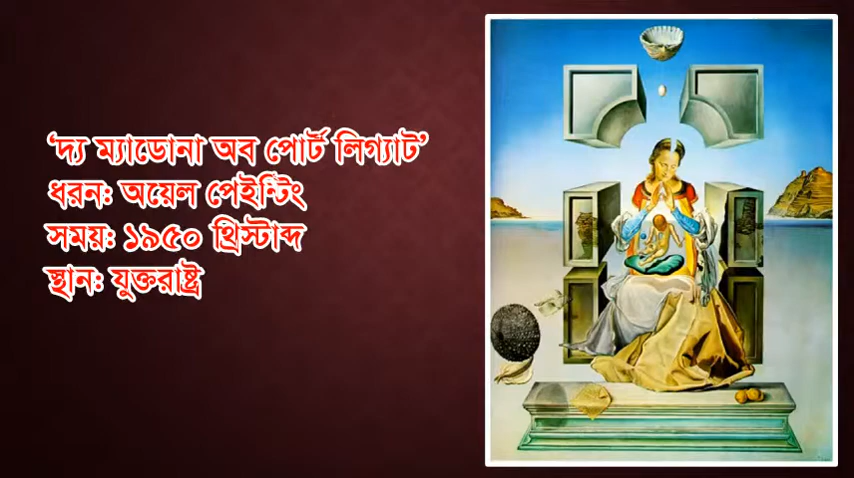 ‘দ্য ম্যাডোনা অব পোর্ট লিগ্যাট’
ধরন: অয়েল পেইন্টিং
সময়: ১৯৫০ খ্রিস্টাব্দ
স্থান: যুক্তরাষ্ট্র